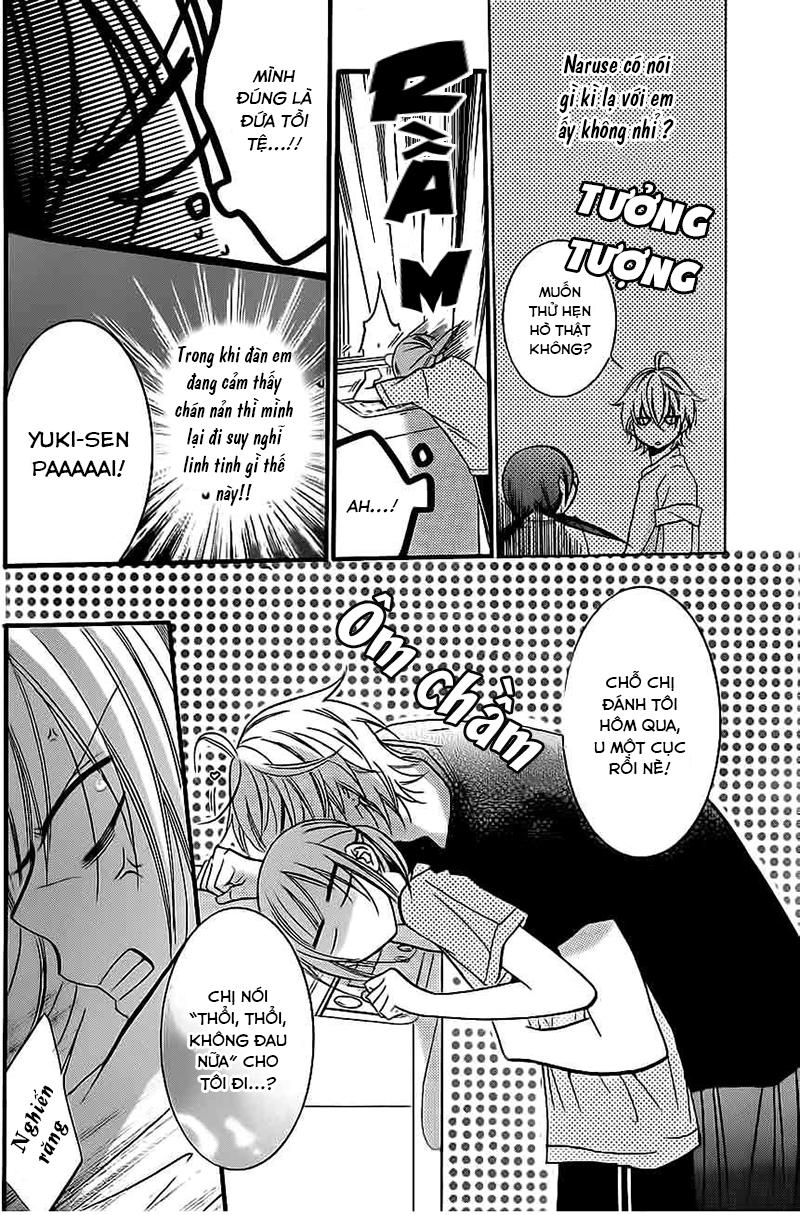 Naruse có nói
gì kì lạ với em
ấy không nhỉ?
TƯỞNG
TƯỢNG
MUỐN
THỬ HẸN
HÒ THẬT
KHÔNG?
RẦM
AH...!
MÌNH
ĐÚNG LÀ
ĐỨA TỒI
TỆ...!!
Trong khi đàn em
đang cảm thấy
chán nản thì mình
lại đi suy nghĩ
linh tinh gì thế
này!!
YUKI-SEN
PAAAAAI!
Ôm chầm
CHỖ CHỊ
ĐÁNH TÔI
HÔM QUA,
U MỘT CỤC
RỒI NÈ!
CHỊ NÓI
“THỔI, THỔI,
KHÔNG ĐAU
NỮA” CHO
TÔI ĐI...?
Nghiến
răng